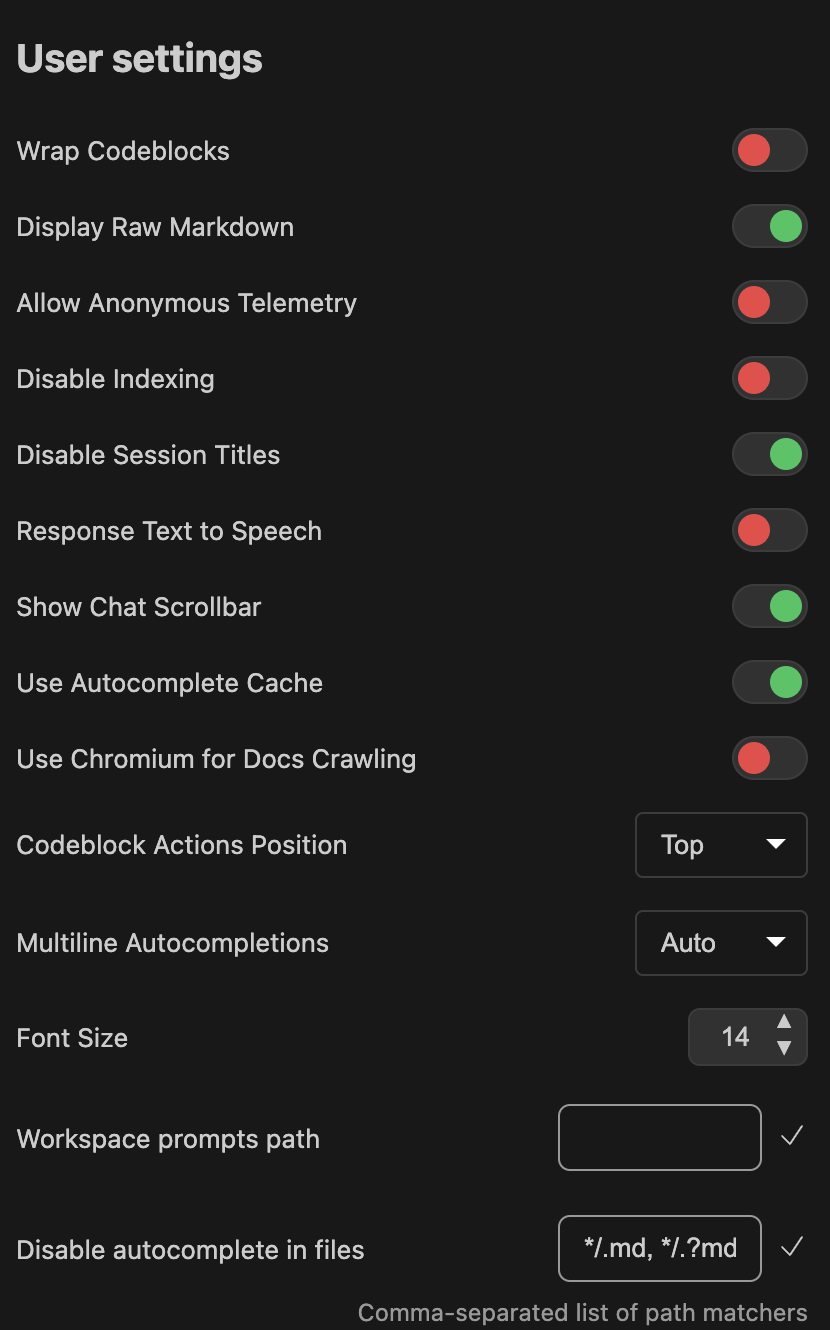 User settings
Wrap Codeblocks
Display Raw Markdown
Allow Anonymous Telemetry
Disable Indexing
Disable Session Titles
Response Text to Speech
Show Chat Scrollbar
Use Autocomplete Cache
Use Chromium for Docs Crawling
Codeblock Actions Position Top
Multiline Autocompletions Auto
Font Size 14
Workspace prompts path
Disable autocomplete in files */.md, */.?md
Comma-separated list of path matchers